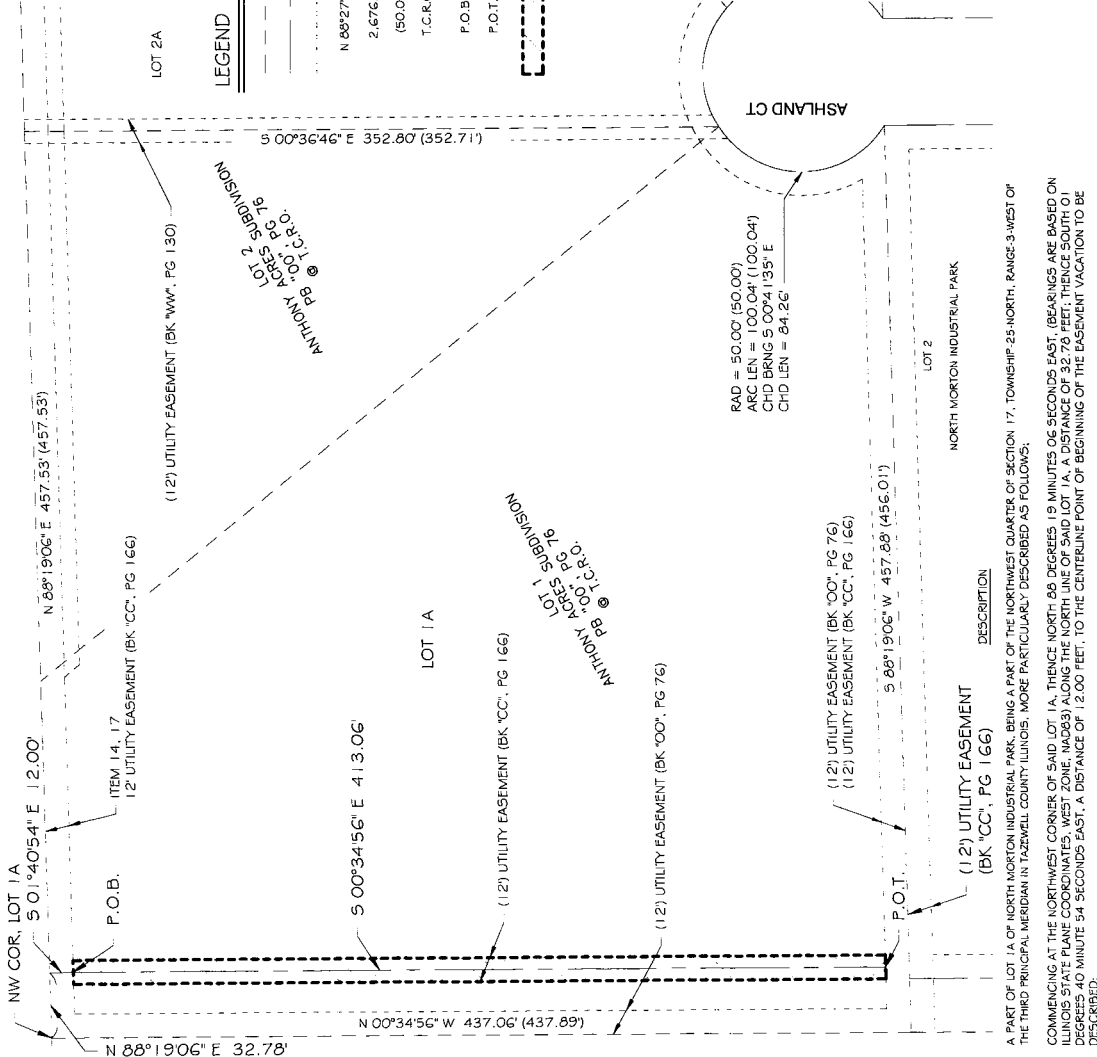 NW COR, LOT 1A
S 01°40'54" E 12.00'
P.O.B.
N 88°19'06" E 32.78'
ITEM 14, 17
12' UTILITY EASEMENT (BK "CC", PG 166)
N 88°19'06" E 457.53' (457.53')
(12') UTILITY EASEMENT (BK "WW", PG 130)
LOT 2
ANTHONY ACRES SUBDIVISION
PB "OO", PG 76
@ T.C.R.O.
S 00°36'46" E 352.80' (352.71')
LOT 2A
LEGEND
N 88°27'
2,676
(50.0
T.C.R.
P.O.B
P.O.T.
ASHLAND CT
LOT 1A
LOT 1
ANTHONY ACRES SUBDIVISION
PB "OO", PG 76
@ T.C.R.O.
S 00°34'56" E 413.06'
(12') UTILITY EASEMENT (BK "CC", PG 166)
(12') UTILITY EASEMENT (BK "OO", PG 76)
N 00°34'56" W 437.06' (437.89')
RAD = 50.00' (50.00')
ARC LEN = 100.04' (100.04')
CHD BRNG S 00°41'35" E
CHD LEN = 84.26'
(12') UTILITY EASEMENT (BK "OO", PG 76)
(12') UTILITY EASEMENT (BK "CC", PG 166)
S 88°19'06" W 457.88' (456.01')
P.O.T.
(12') UTILITY EASEMENT
(BK "CC", PG 166)
LOT 2
NORTH MORTON INDUSTRIAL PARK
DESCRIPTION
A PART OF LOT 1A OF NORTH MORTON INDUSTRIAL PARK, BEING A PART OF THE NORTHWEST QUARTER OF SECTION 17, TOWNSHIP-25-NORTH, RANGE-3-WEST OF
THE THIRD PRINCIPAL MERIDIAN IN TAZEWELL COUNTY ILLINOIS, MORE PARTICULARLY DESCRIBED AS FOLLOWS;
COMMENCING AT THE NORTHWEST CORNER OF SAID LOT 1A, THENCE NORTH 88 DEGREES 19 MINUTES 06 SECONDS EAST, (BEARINGS ARE BASED ON
ILLINOIS STATE PLANE COORDINATES, WEST ZONE, NAD83) ALONG THE NORTH LINE OF SAID LOT 1A, A DISTANCE OF 32.78 FEET; THENCE SOUTH 01
DEGREES 40 MINUTE 54 SECONDS EAST, A DISTANCE OF 12.00 FEET, TO THE CENTERLINE POINT OF BEGINNING OF THE EASEMENT VACATION TO BE
DESCRIBED: